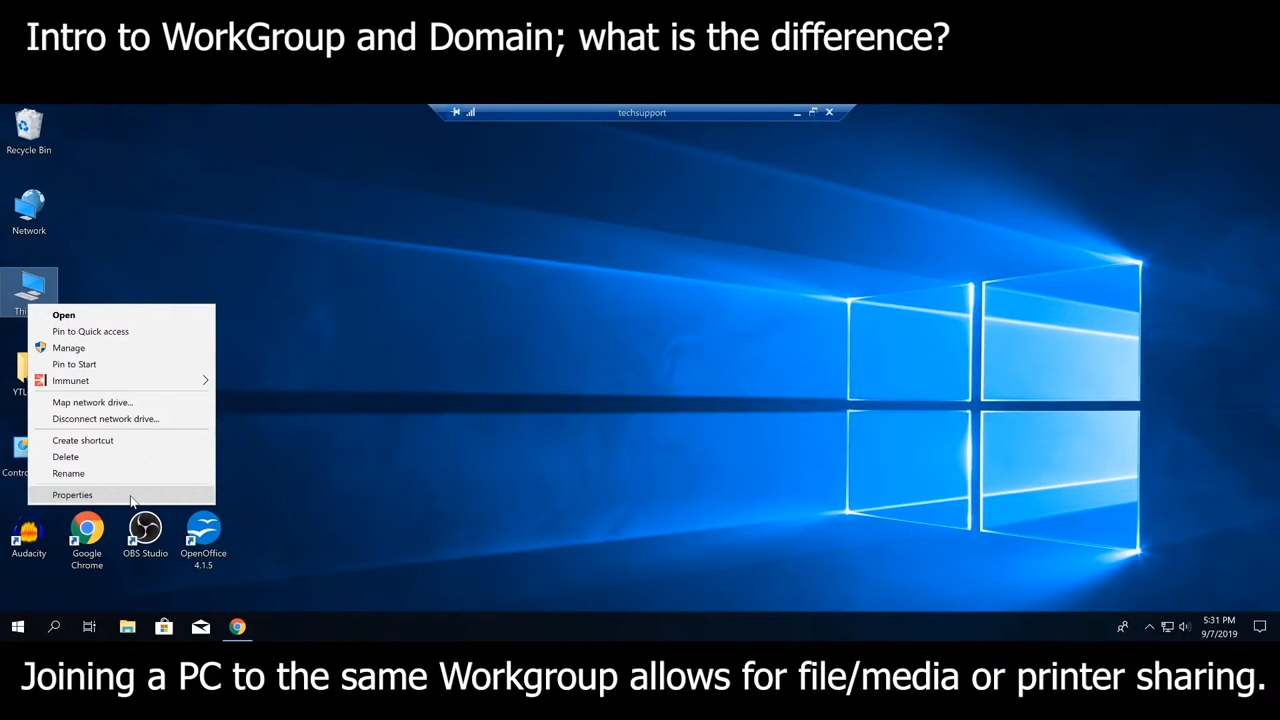 Intro to WorkGroup and Domain; what is the difference?
techsupport
Recycle Bin
Network
Open
Pin to Quick access
Manage
Pin to Start
Immunet
Map network drive...
Disconnect network drive...
Create shortcut
Delete
Rename
Properties
Audacity
Google
Chrome
OBS Studio
OpenOffice
4.1.5
5:31 PM
9/7/2019
Joining a PC to the same Workgroup allows for file/media or printer sharing.